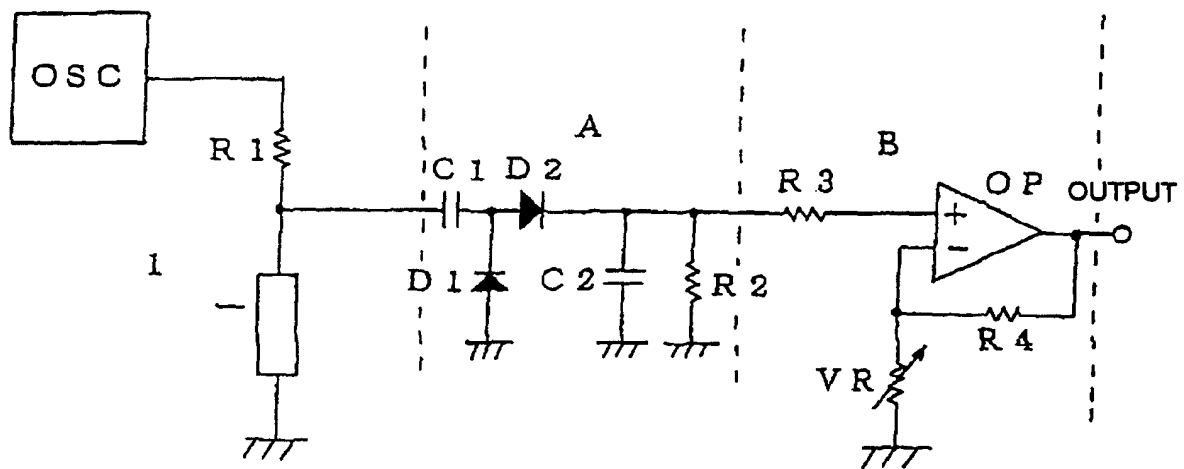 OSC
R1
1
A
C1 D2
D1
C2
R2
B
R3
OP
OUTPUT
+
−
R4
VR